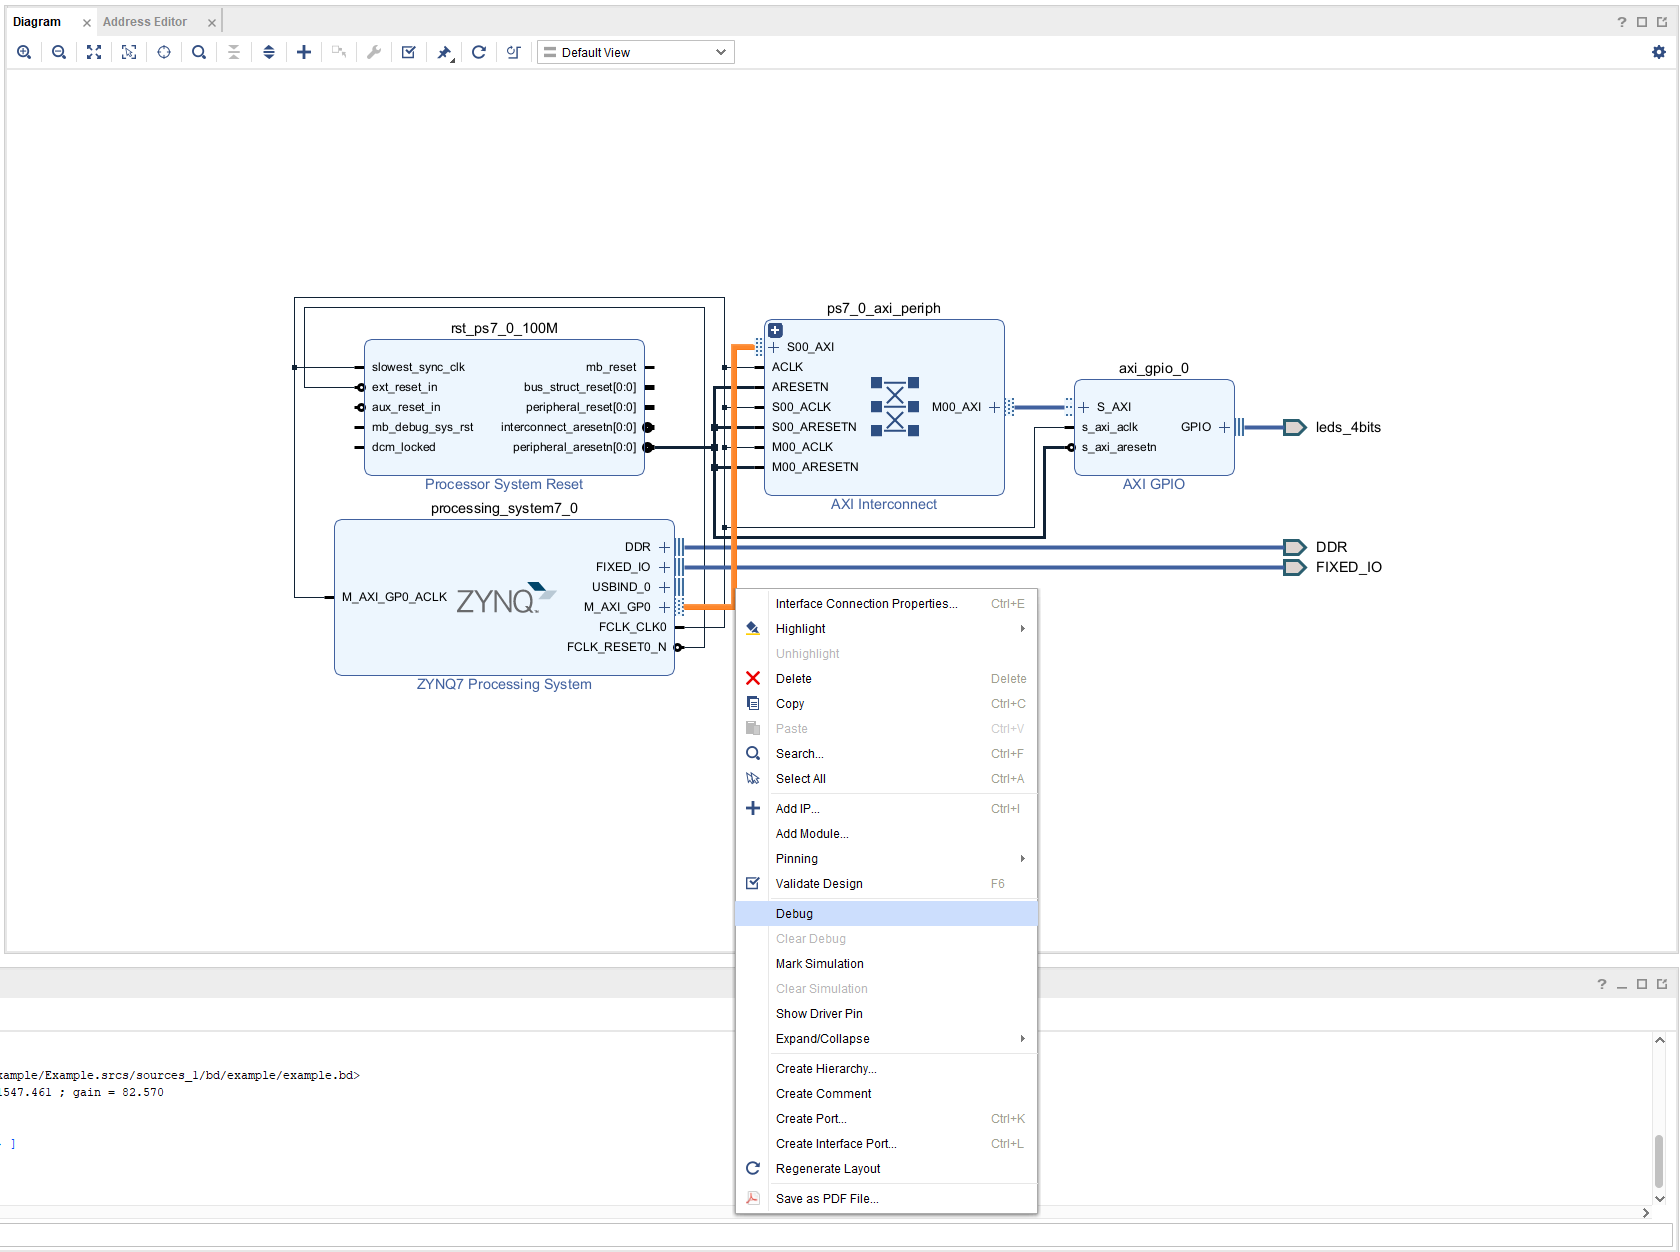 Diagram
Address Editor
Default View
rst_ps7_0_100M
slowest_sync_clk
ext_reset_in
aux_reset_in
mb_debug_sys_rst
dcm_locked
mb_reset
bus_struct_reset[0:0]
peripheral_reset[0:0]
interconnect_aresetn[0:0]
peripheral_aresetn[0:0]
Processor System Reset
ps7_0_axi_periph
S00_AXI
ACLK
ARESETN
S00_ACLK
S00_ARESETN
M00_ACLK
M00_ARESETN
M00_AXI
AXI Interconnect
axi_gpio_0
S_AXI
s_axi_aclk
s_axi_aresetn
GPIO
AXI GPIO
leds_4bits
processing_system7_0
M_AXI_GP0_ACLK
ZYNQ
DDR
FIXED_IO
USBIND_0
M_AXI_GP0
FCLK_CLK0
FCLK_RESET0_N
ZYNQ7 Processing System
DDR
FIXED_IO
Interface Connection Properties... Ctrl+E
Highlight
Unhighlight
Delete Delete
Copy Ctrl+C
Paste Ctrl+V
Search... Ctrl+F
Select All Ctrl+A
Add IP... Ctrl+I
Add Module...
Pinning
Validate Design F6
Debug
Clear Debug
Mark Simulation
Clear Simulation
Show Driver Pin
Expand/Collapse
Create Hierarchy...
Create Comment
Create Port... Ctrl+K
Create Interface Port... Ctrl+L
Regenerate Layout
Save as PDF File...
xample/Example.srcs/sources_1/bd/example/example.bd>
1547.461 ; gain = 82.570
]